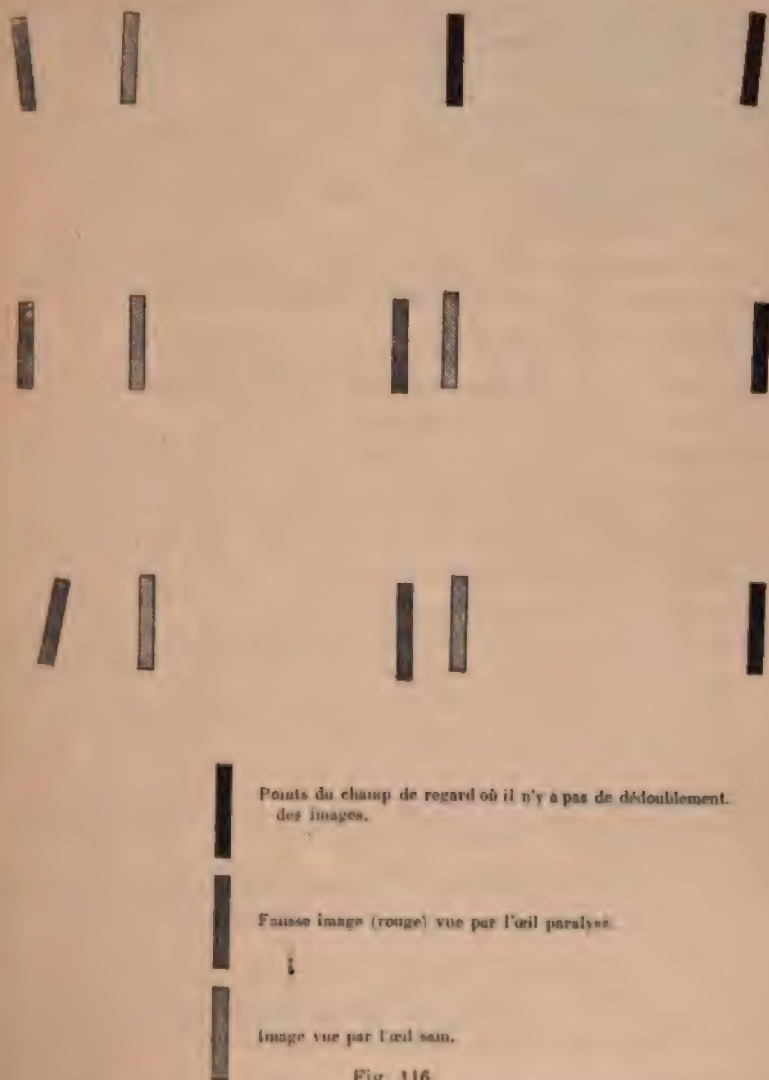 Points du champ de regard où il n'y a pas de dédoublement.
des images.
Fausse image (rouge) vue par l'œil paralysé.
Image vue par l'œil sain.
Fig. 116